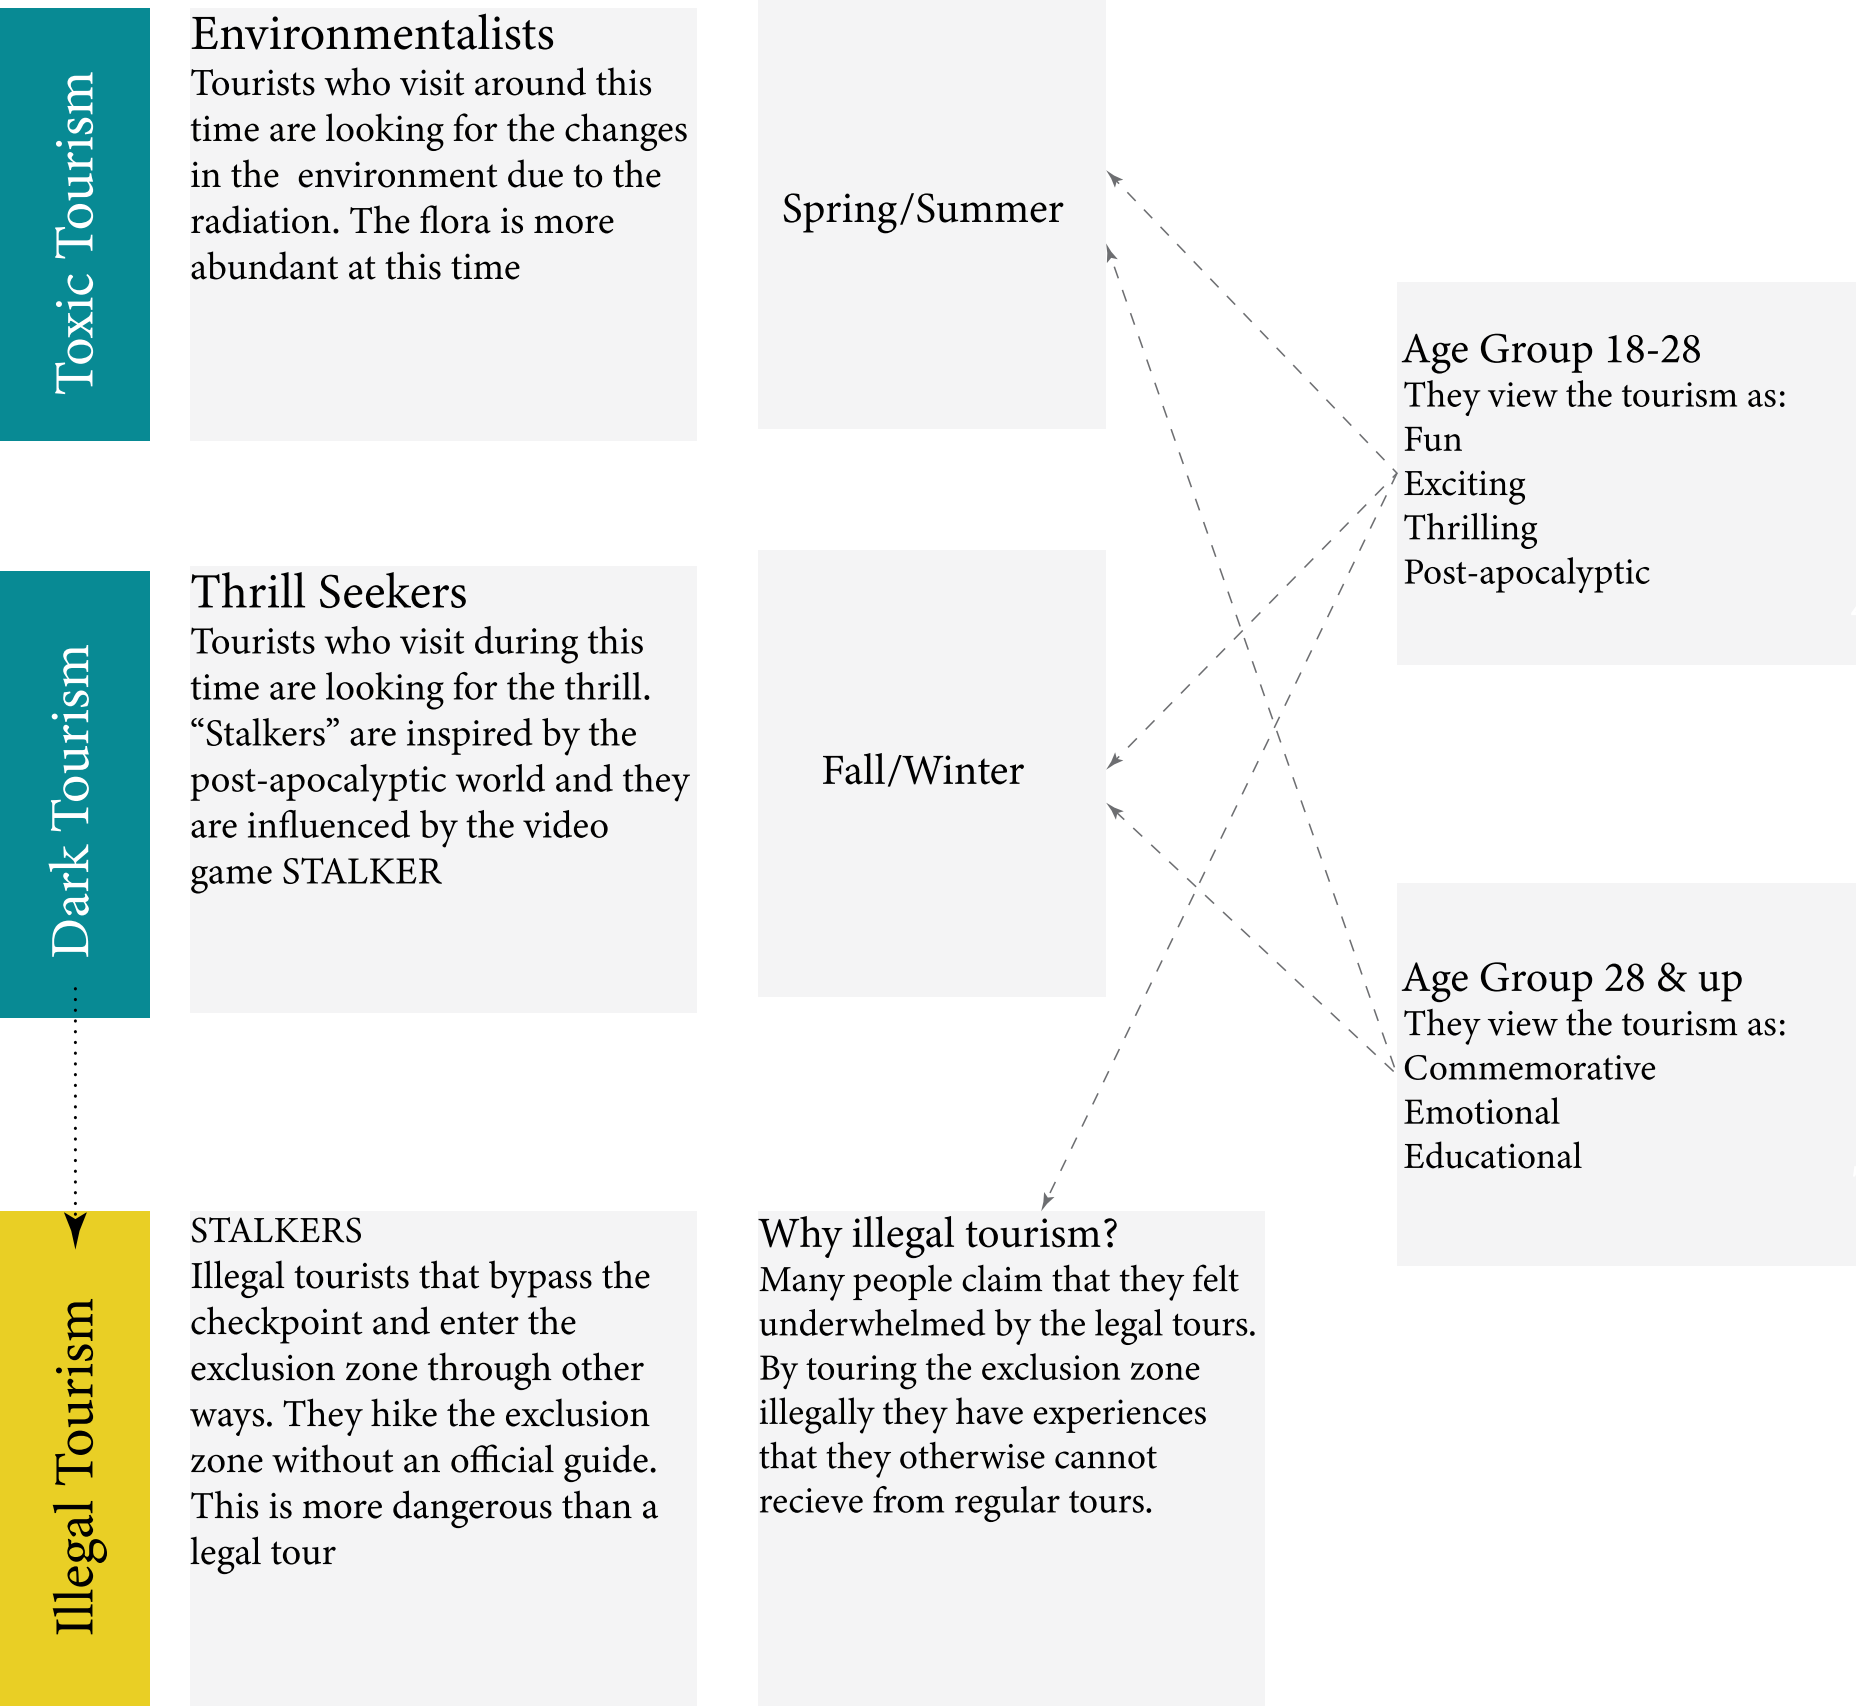 Toxic Tourism
Environmentalists
Tourists who visit around this
time are looking for the changes
in the  environment due to the
radiation. The flora is more
abundant at this time
Spring/Summer
Age Group 18-28
They view the tourism as:
Fun
Exciting
Thrilling
Post-apocalyptic
Dark Tourism
Thrill Seekers
Tourists who visit during this
time are looking for the thrill.
“Stalkers” are inspired by the
post-apocalyptic world and they
are influenced by the video
game STALKER
Fall/Winter
Age Group 28 & up
They view the tourism as:
Commemorative
Emotional
Educational
Illegal Tourism
STALKERS
Illegal tourists that bypass the
checkpoint and enter the
exclusion zone through other
ways. They hike the exclusion
zone without an official guide.
This is more dangerous than a
legal tour
Why illegal tourism?
Many people claim that they felt
underwhelmed by the legal tours.
By touring the exclusion zone
illegally they have experiences
that they otherwise cannot
recieve from regular tours.